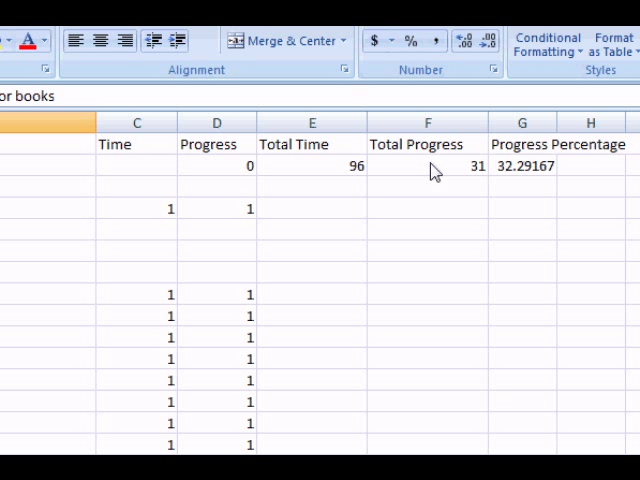 A Merge & Center $ % , .00 .00 Conditional Format
Formatting as Table
Alignment Number Styles
or books
C D E F G H
Time Progress Total Time Total Progress Progress Percentage
0 96 31 32.29167
1 1
1 1
1 1
1 1
1 1
1 1
1 1
1 1
1 1